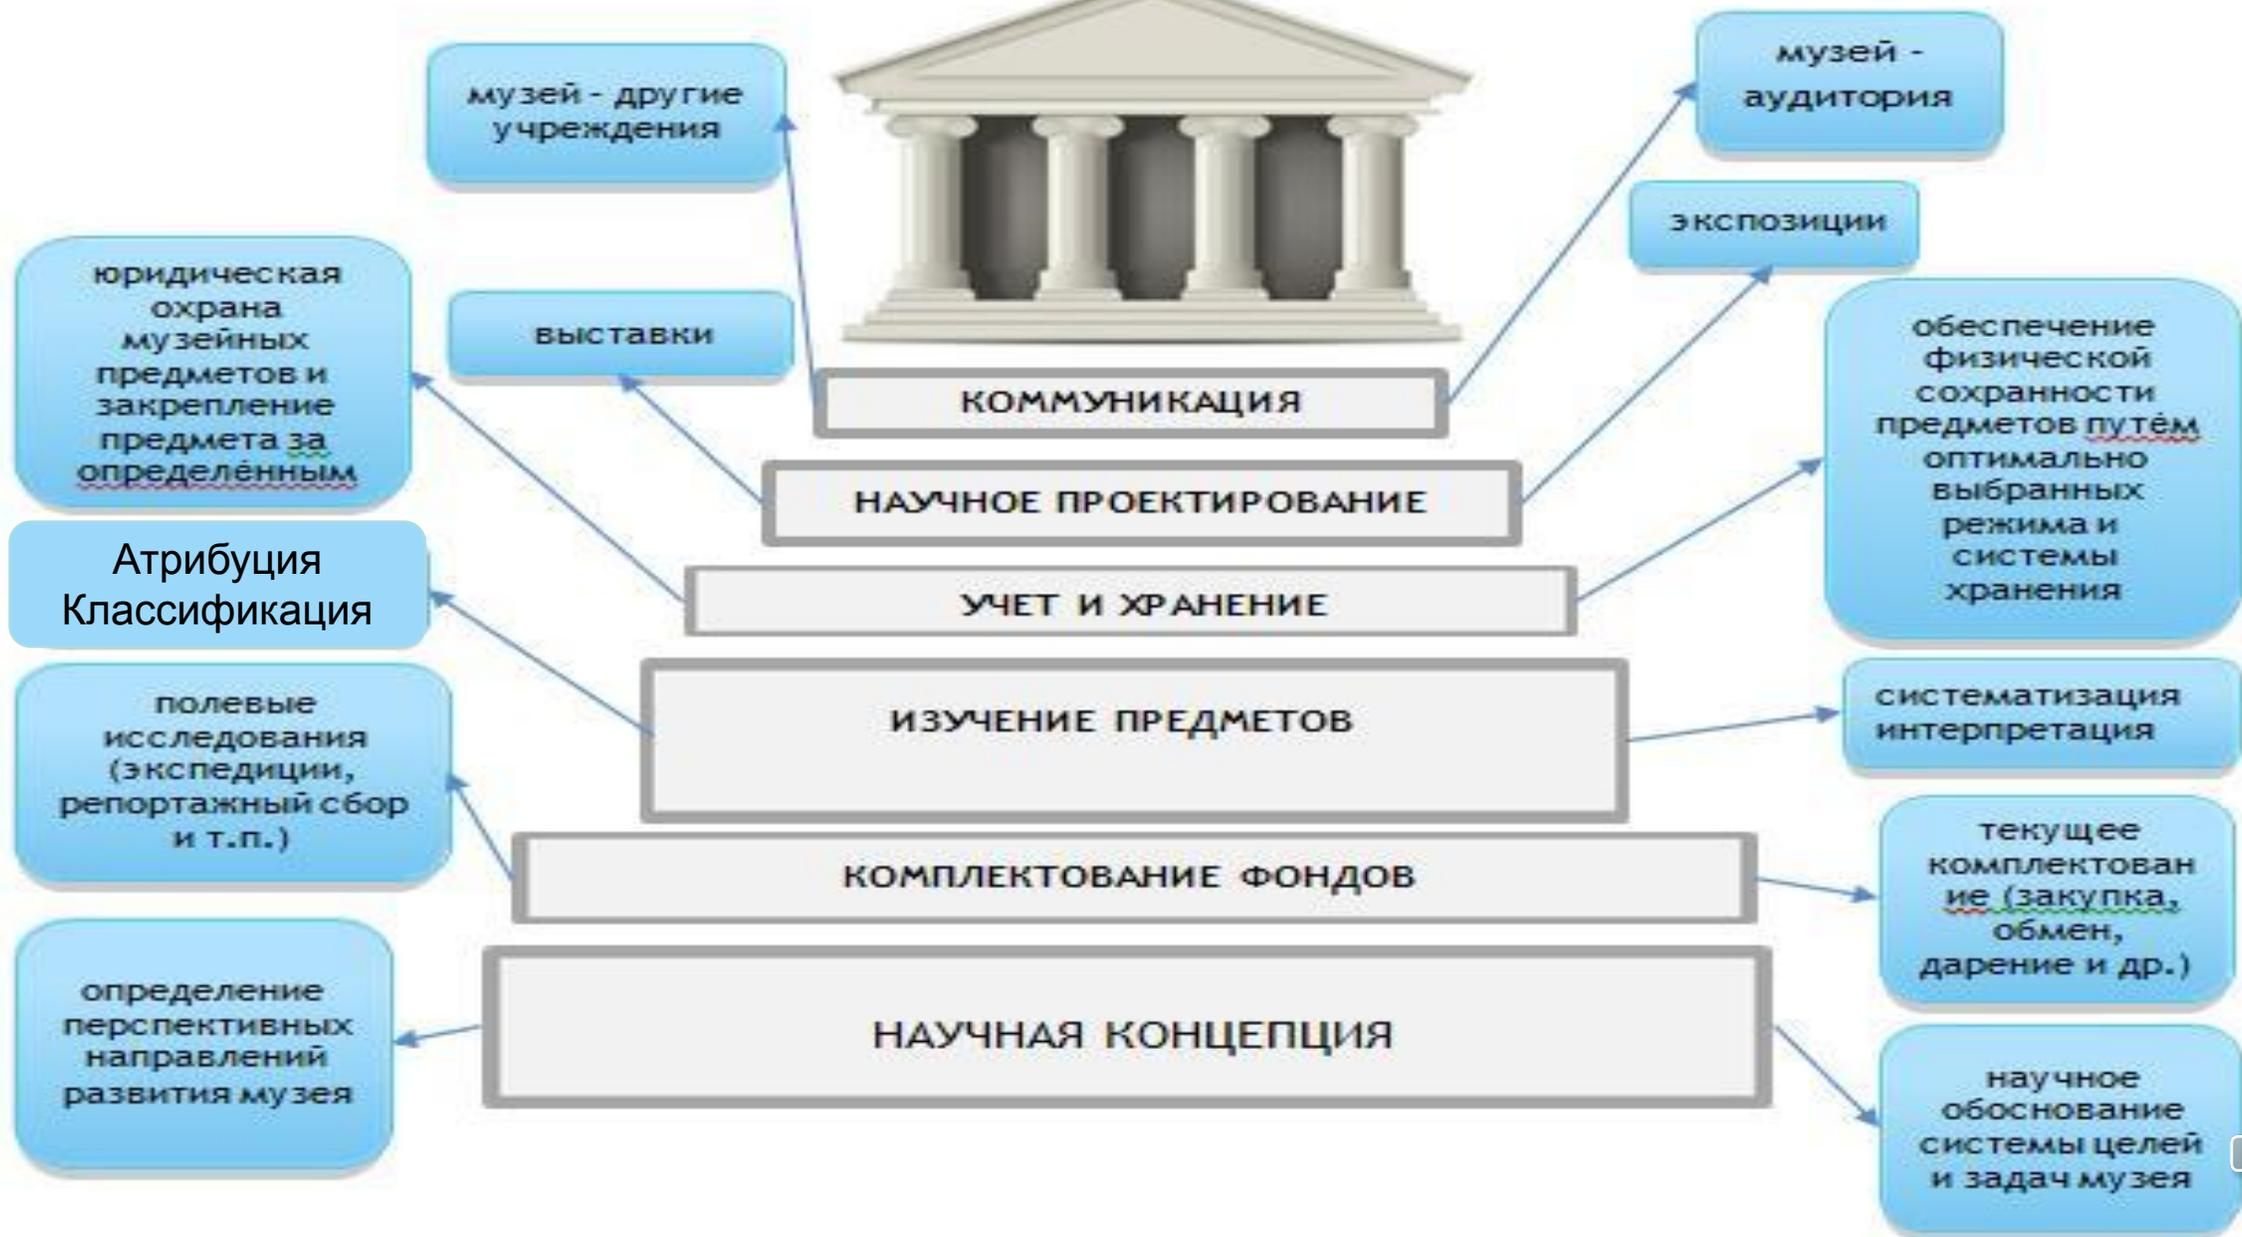 музей - другие
учреждения
музей -
аудитория
экспозиции
юридическая
охрана
музейных
предметов и
закрепление
предмета за
определённым
выставки
обеспечение
физической
сохранности
предметов путём
оптимально
выбранных
режима и
системы
хранения
КОММУНИКАЦИЯ
НАУЧНОЕ ПРОЕКТИРОВАНИЕ
УЧЕТ И ХРАНЕНИЕ
Атрибуция
Классификация
ИЗУЧЕНИЕ ПРЕДМЕТОВ
систематизация
интерпретация
полевые
исследования
(экспедиции,
репортажный сбор
и т.п.)
КОМПЛЕКТОВАНИЕ ФОНДОВ
текущее
комплектован
ие (закупка,
обмен,
дарение и др.)
определение
перспективных
направлений
развития музея
НАУЧНАЯ КОНЦЕПЦИЯ
научное
обоснование
системы целей
и задач музея